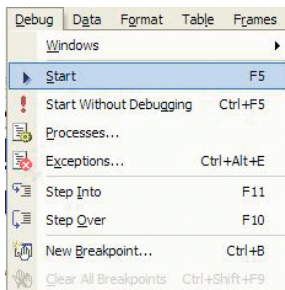 Debug Data Format Table Frames
Windows
Start F5
Start Without Debugging Ctrl+F5
Processes...
Exceptions... Ctrl+Alt+E
Step Into F11
Step Over F10
New Breakpoint... Ctrl+B
Clear All Breakpoints Ctrl+Shift+F9